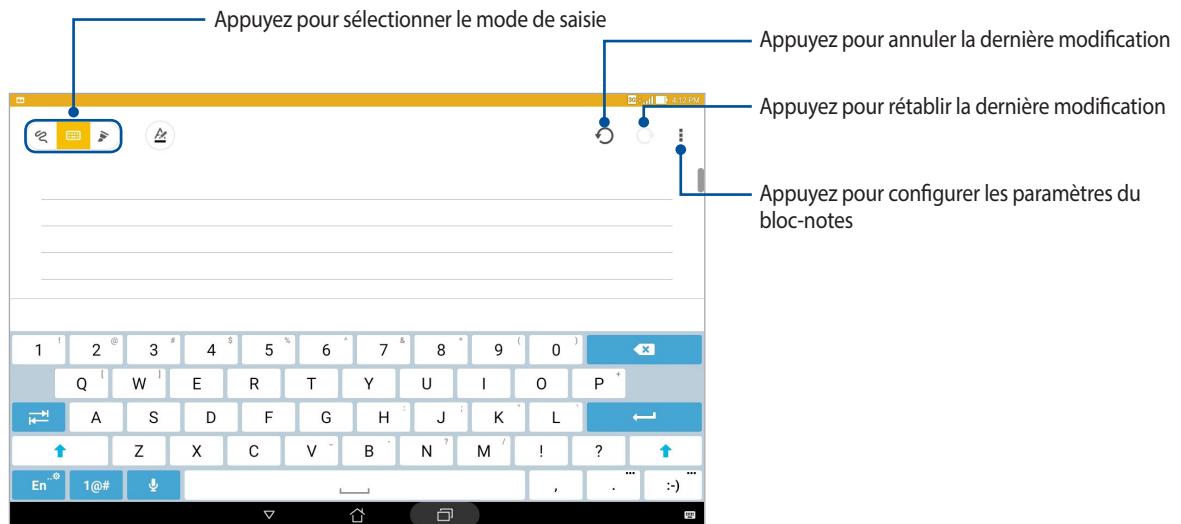 Appuyez pour sélectionner le mode de saisie
Appuyez pour annuler la dernière modification
Appuyez pour rétablir la dernière modification
Appuyez pour configurer les paramètres du
bloc-notes
3G 4:12 PM
1 ! 2 @ 3 # 4 $ 5 % 6 ^ 7 & 8 * 9 ( 0 )
Q [ W ] E R T Y U I O P +
A S D F G H : J ; K " L '
Z X C V _ B - N ? M / ! ?
En 1@# , . :-)